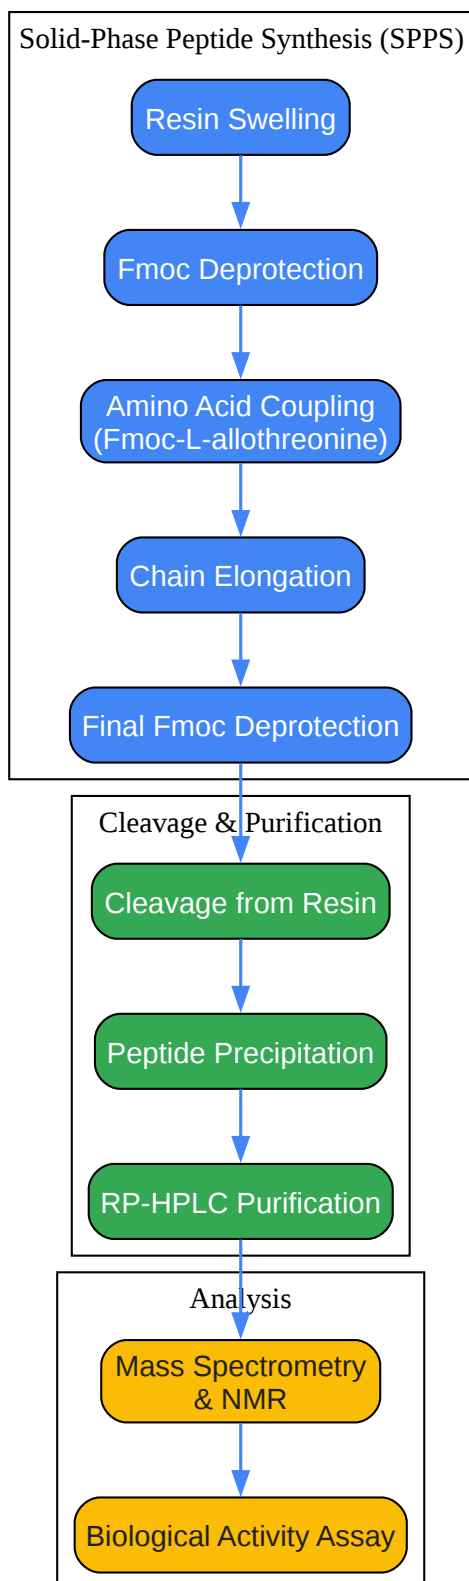 Solid-Phase Peptide Synthesis (SPPS)
Resin Swelling
Fmoc Deprotection
Amino Acid Coupling
(Fmoc-L-allothreonine)
Chain Elongation
Final Fmoc Deprotection
Cleavage & Purification
Cleavage from Resin
Peptide Precipitation
RP-HPLC Purification
Analysis
Mass Spectrometry
& NMR
Biological Activity Assay